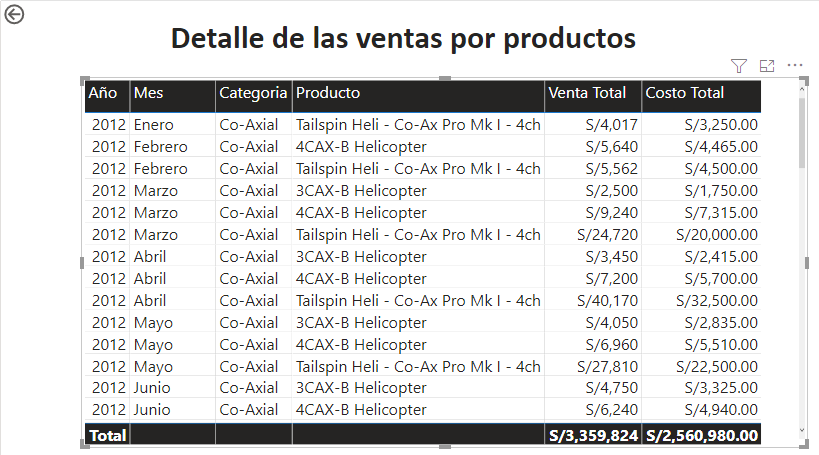 Detalle de las ventas por productos
Año Mes Categoria Producto Venta Total Costo Total
2012 Enero Co-Axial Tailspin Heli - Co-Ax Pro Mk I - 4ch S/4,017 S/3,250.00
2012 Febrero Co-Axial 4CAX-B Helicopter S/5,640 S/4,465.00
2012 Febrero Co-Axial Tailspin Heli - Co-Ax Pro Mk I - 4ch S/5,562 S/4,500.00
2012 Marzo Co-Axial 3CAX-B Helicopter S/2,500 S/1,750.00
2012 Marzo Co-Axial 4CAX-B Helicopter S/9,240 S/7,315.00
2012 Marzo Co-Axial Tailspin Heli - Co-Ax Pro Mk I - 4ch S/24,720 S/20,000.00
2012 Abril Co-Axial 3CAX-B Helicopter S/3,450 S/2,415.00
2012 Abril Co-Axial 4CAX-B Helicopter S/7,200 S/5,700.00
2012 Abril Co-Axial Tailspin Heli - Co-Ax Pro Mk I - 4ch S/40,170 S/32,500.00
2012 Mayo Co-Axial 3CAX-B Helicopter S/4,050 S/2,835.00
2012 Mayo Co-Axial 4CAX-B Helicopter S/6,960 S/5,510.00
2012 Mayo Co-Axial Tailspin Heli - Co-Ax Pro Mk I - 4ch S/27,810 S/22,500.00
2012 Junio Co-Axial 3CAX-B Helicopter S/4,750 S/3,325.00
2012 Junio Co-Axial 4CAX-B Helicopter S/6,240 S/4,940.00
Total S/3,359,824 S/2,560,980.00